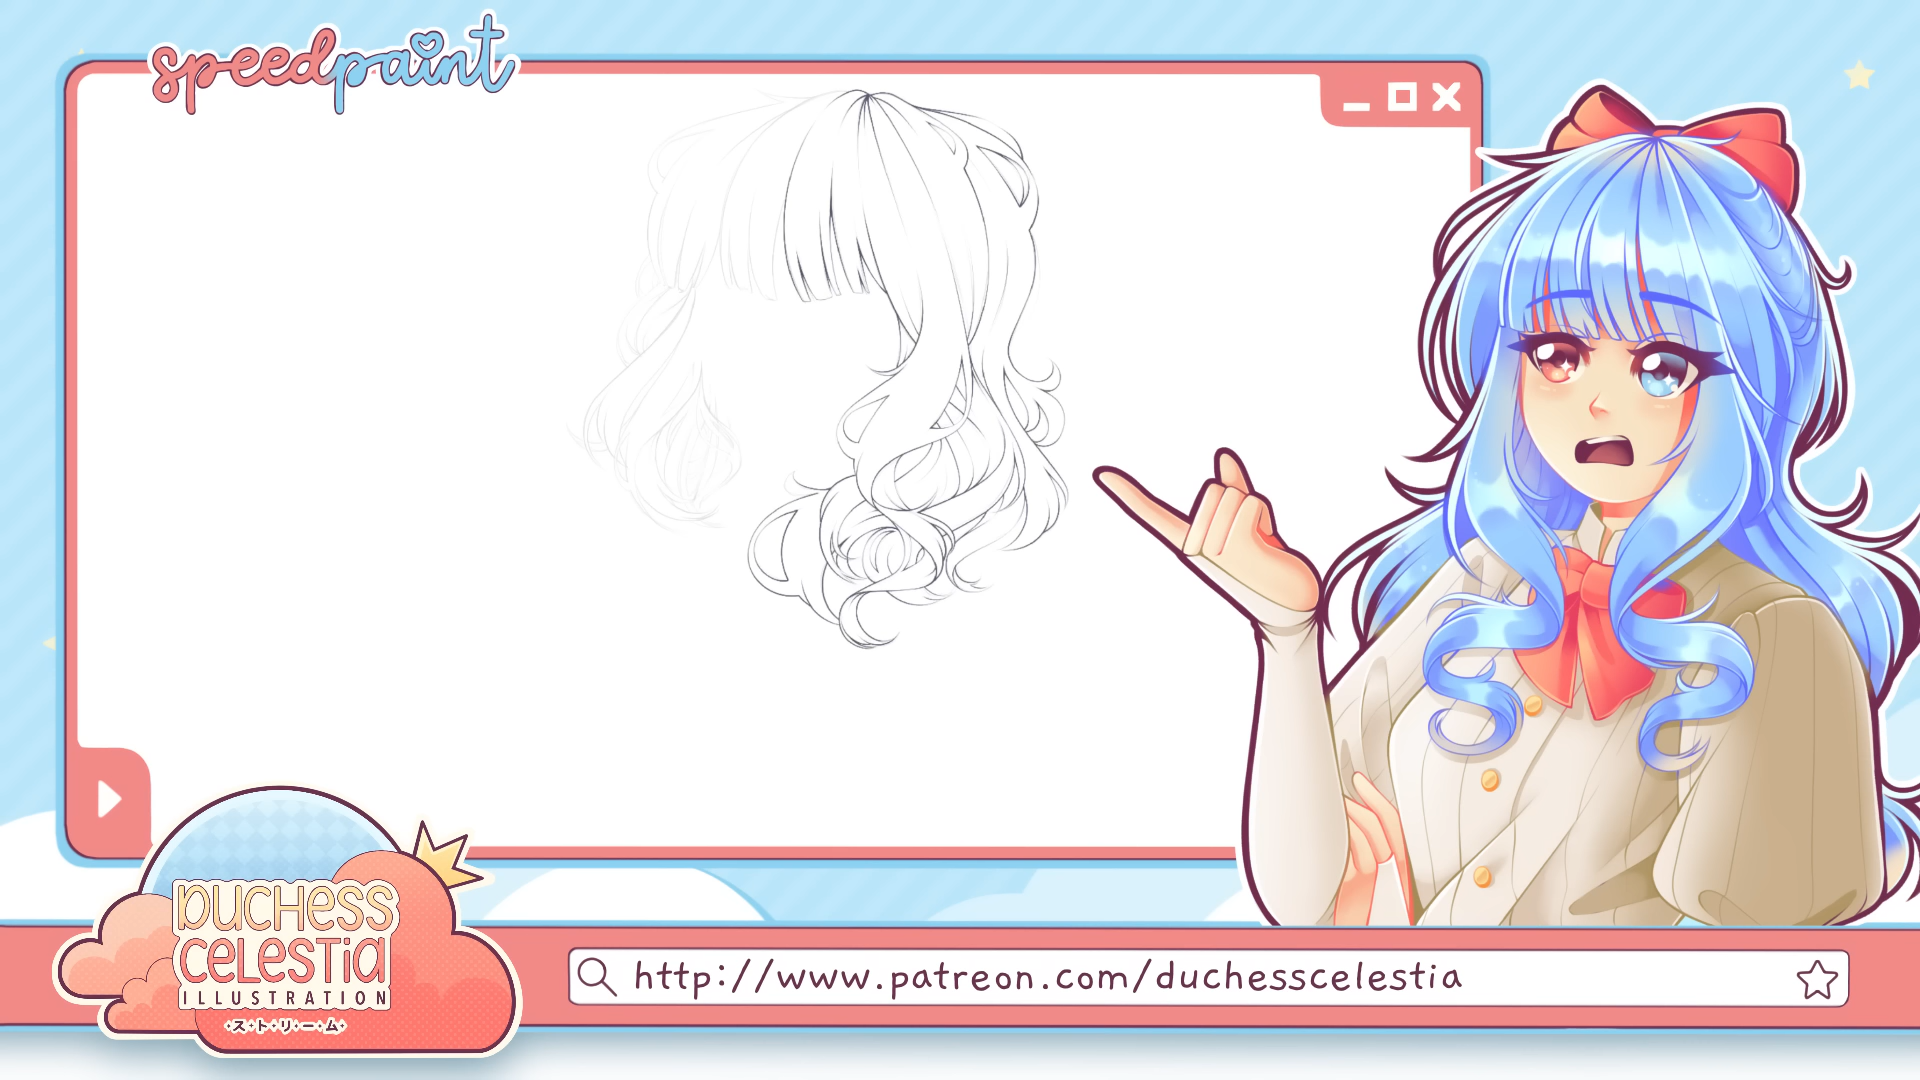 speedpaint
DUCHESS
CELESTIA
ILLUSTRATION
・ス・ト・リ・ー・ム・
http://www.patreon.com/duchesscelestia